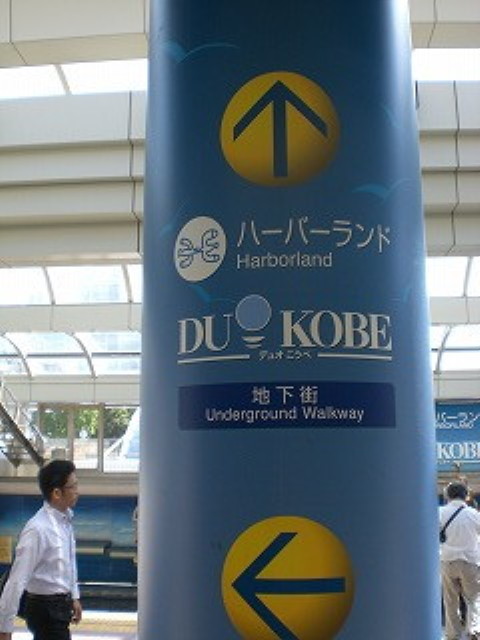 ハーバーランド
Harborland
DUO KOBE
デュオ こうべ
地下街
Underground Walkway
KOBE